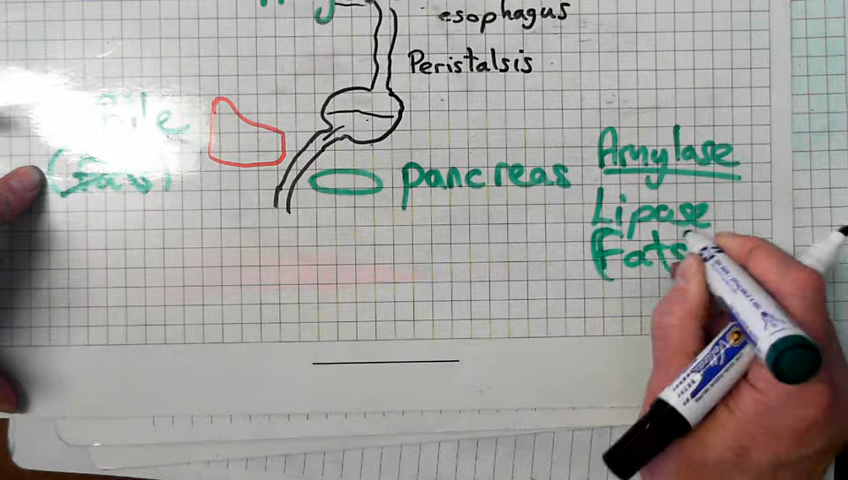 esophagus
Peristalsis
pancreas
Amylase
Lipase
(Fats